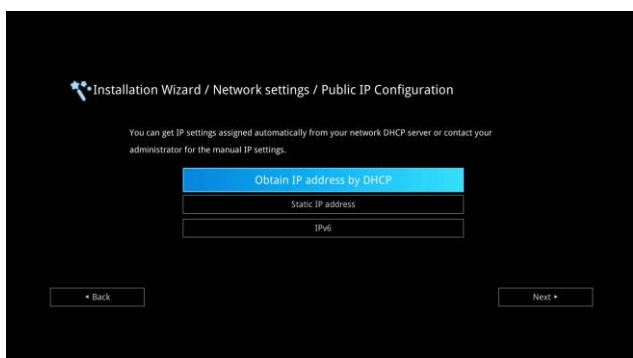 Installation Wizard / Network settings / Public IP Configuration
You can get IP settings assigned automatically from your network DHCP server or contact your
administrator for the manual IP settings.
Obtain IP address by DHCP
Static IP address
IPv6
◂ Back
Next ▸